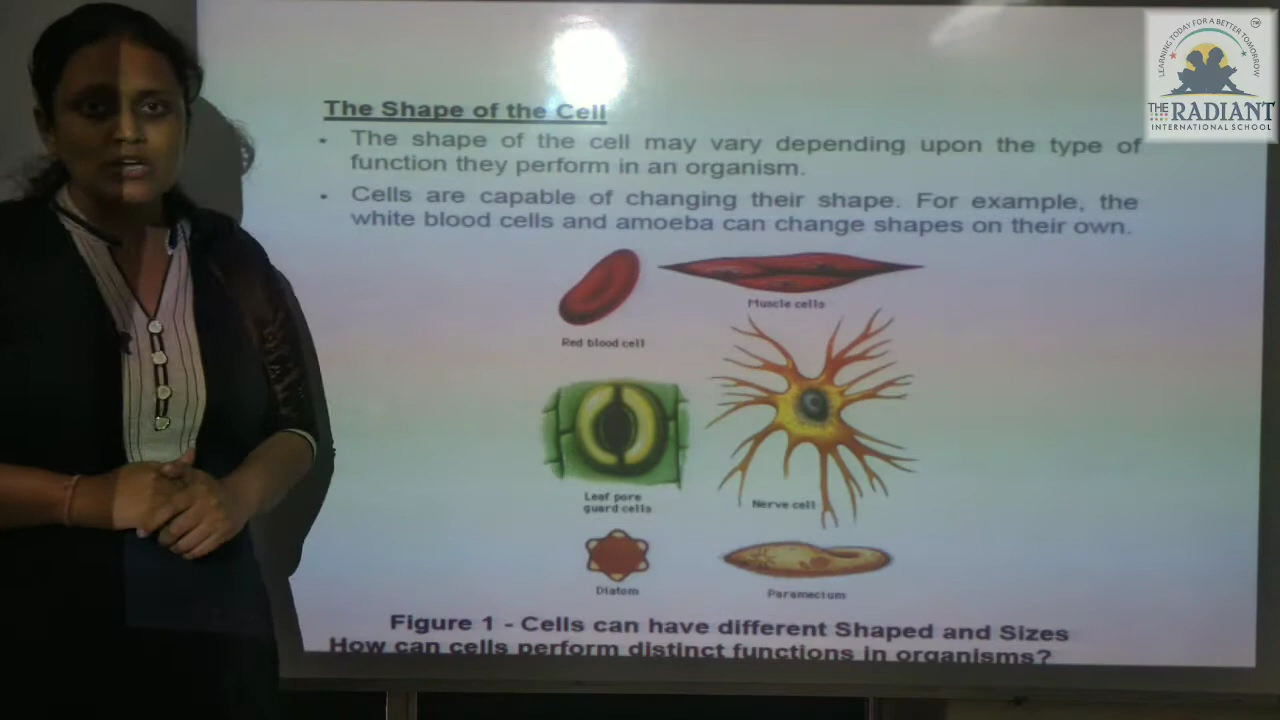 LEARNING TODAY FOR A BETTER TOMORROW
TM
THE RADIANT
INTERNATIONAL SCHOOL
The Shape of the Cell
• The shape of the cell may vary depending upon the type of
function they perform in an organism.
• Cells are capable of changing their shape. For example, the
white blood cells and amoeba can change shapes on their own.
Muscle cells
Red blood cell
Leaf pore
guard cells
Nerve cell
Diatom
Paramecium
Figure 1 - Cells can have different Shaped and Sizes
How can cells perform distinct functions in organisms?